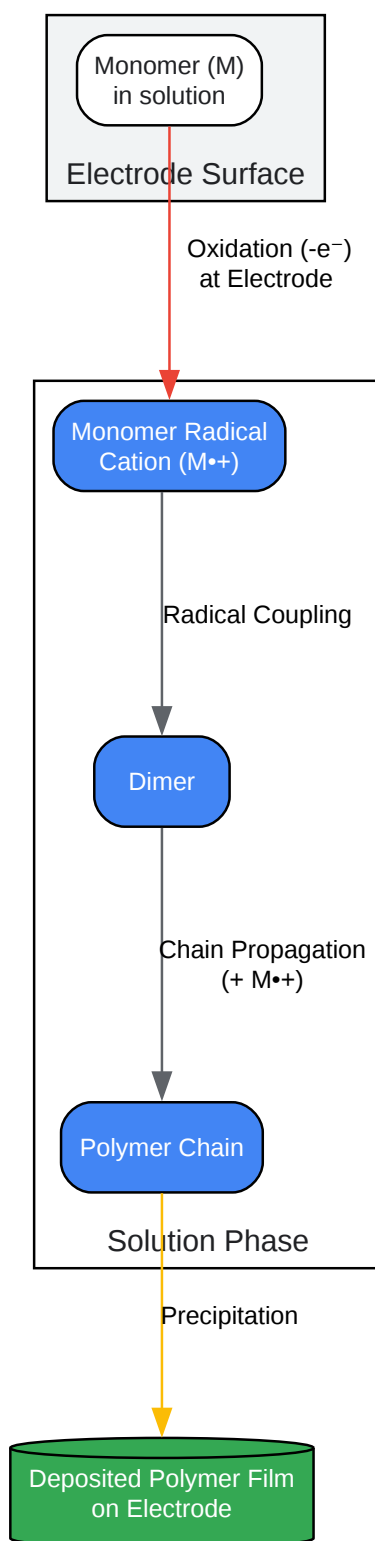 Monomer (M)
in solution
Electrode Surface
Oxidation (-e⁻)
at Electrode
Monomer Radical
Cation (M•+)
Radical Coupling
Dimer
Chain Propagation
(+ M•+)
Polymer Chain
Solution Phase
Precipitation
Deposited Polymer Film
on Electrode